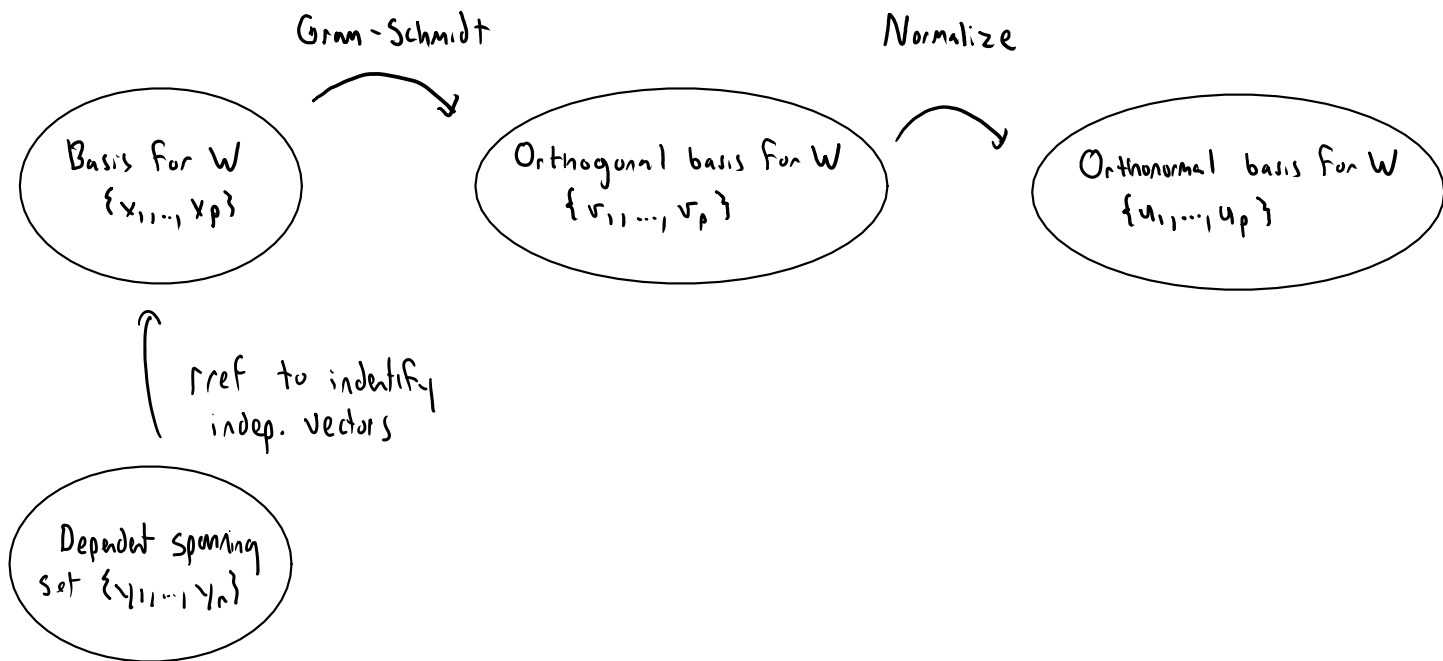 Gram-Schmidt
Normalize
Basis for W
{x₁,..., xₚ}
Orthogonal basis for W
{v₁,..., vₚ}
Orthonormal basis for W
{u₁,..., uₚ}
rref to indentify
indep. vectors
Dependent spanning
set {y₁,..., yₙ}